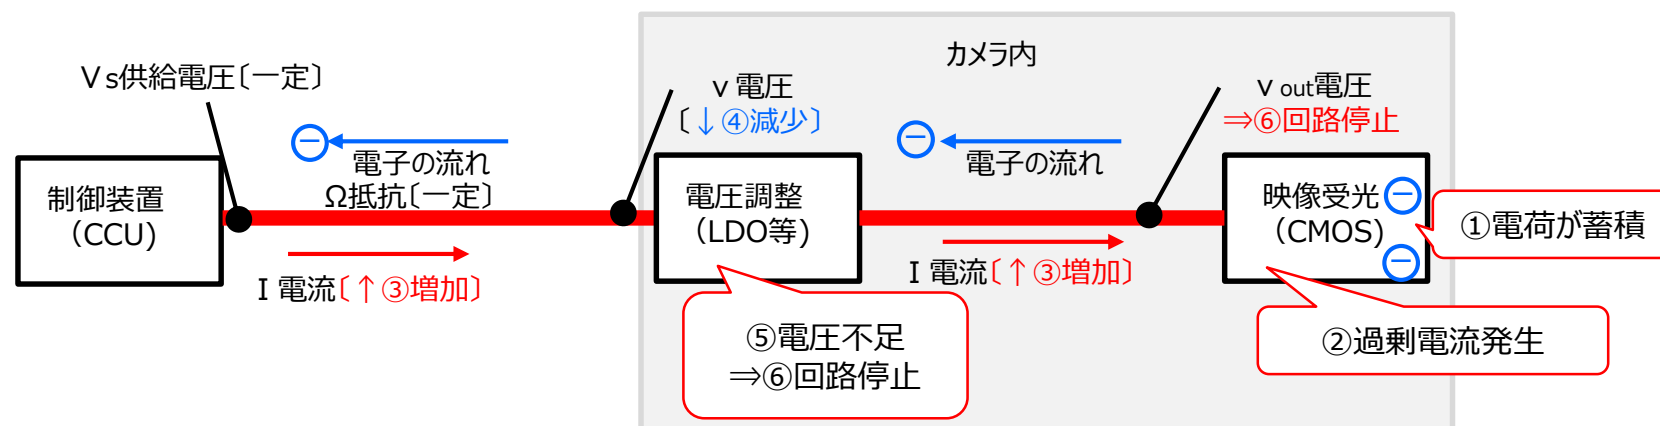 カメラ内
Vs供給電圧〔一定〕
v 電圧
〔↓④減少〕
v out電圧
⇒⑥回路停止
電子の流れ
Ω抵抗〔一定〕
電子の流れ
制御装置
（CCU）
電圧調整
（LDO等）
映像受光
（CMOS）
①電荷が蓄積
I 電流〔↑③増加〕
I 電流〔↑③増加〕
⑤電圧不足
⇒⑥回路停止
②過剰電流発生